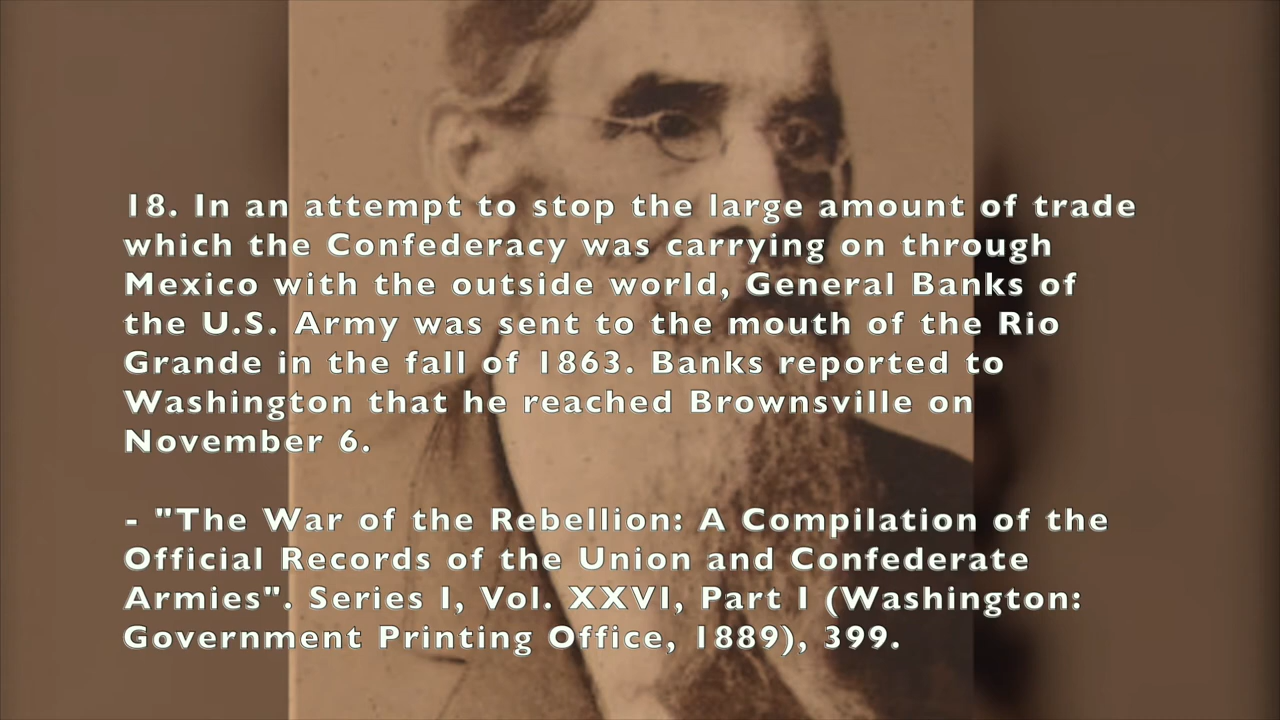 18. In an attempt to stop the large amount of trade
which the Confederacy was carrying on through
Mexico with the outside world, General Banks of
the U.S. Army was sent to the mouth of the Rio
Grande in the fall of 1863. Banks reported to
Washington that he reached Brownsville on
November 6.
- "The War of the Rebellion: A Compilation of the
Official Records of the Union and Confederate
Armies". Series I, Vol. XXVI, Part I (Washington:
Government Printing Office, 1889), 399.